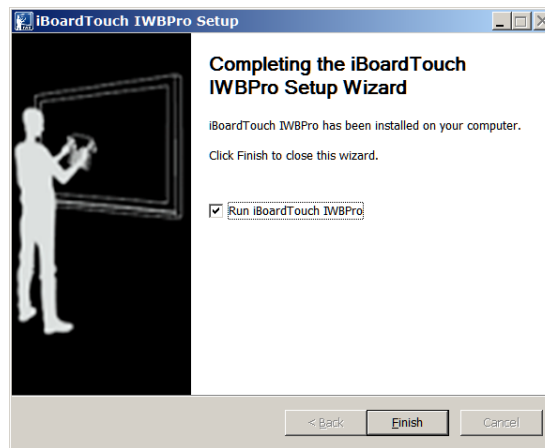 iBoardTouch IWBPro Setup
Completing the iBoardTouch
IWBPro Setup Wizard
iBoardTouch IWBPro has been installed on your computer.
Click Finish to close this wizard.
Run iBoardTouch IWBPro
< Back
Finish
Cancel